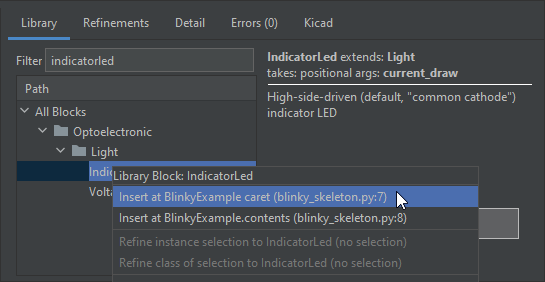 Library Refinements Detail Errors (0) Kicad
Filter indicatorled
Path
All Blocks
Optoelectronic
Light
Indic
Volta
IndicatorLed extends: Light
takes: positional args: current_draw
High-side-driven (default, "common cathode")
indicator LED
Library Block: IndicatorLed
Insert at BlinkyExample caret (blinky_skeleton.py:7)
Insert at BlinkyExample.contents (blinky_skeleton.py:8)
Refine instance selection to IndicatorLed (no selection)
Refine class of selection to IndicatorLed (no selection)